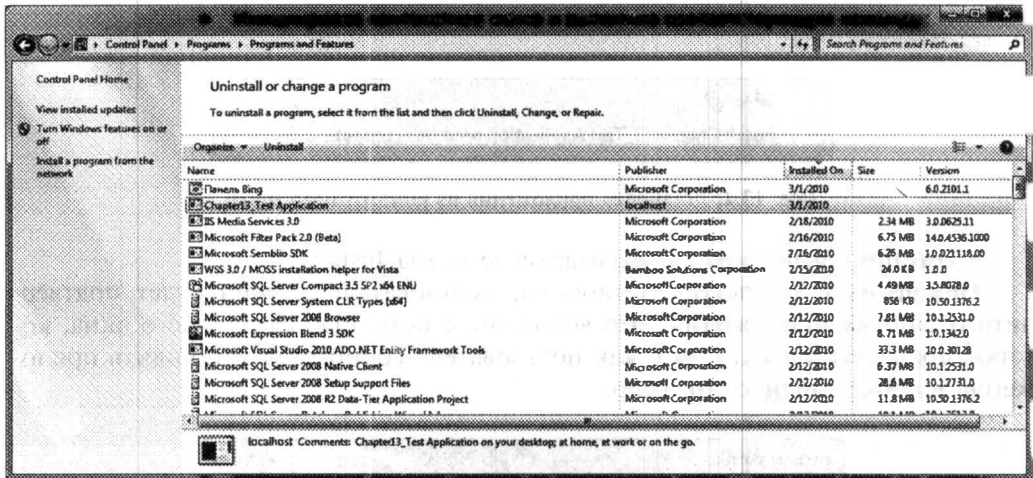 Control Panel ▸ Programs ▸ Programs and Features
Search Programs and Features
Control Panel Home
View installed updates
Turn Windows features on or off
Install a program from the network
Uninstall or change a program
To uninstall a program, select it from the list and then click Uninstall, Change, or Repair.
Organize Uninstall
Name Publisher Installed On Size Version
Панель Bing Microsoft Corporation 3/1/2010 6.0.2101.1
Chapter13_Test Application localhost 3/1/2010
IIS Media Services 3.0 Microsoft Corporation 2/18/2010 2.34 MB 3.0.0625.11
Microsoft Filter Pack 2.0 (Beta) Microsoft Corporation 2/16/2010 6.75 MB 14.0.4536.1000
Microsoft Semblio SDK Microsoft Corporation 2/16/2010 MB
WSS 3.0 / MOSS installation helper for Vista Bamboo Solutions Corporation 2/15/2010 24.0 KB 1.0.0
Microsoft SQL Server Compact 3.5 SP2 x64 ENU Microsoft Corporation 2/12/2010 4.49 MB 3.5.8078.0
Microsoft SQL Server System CLR Types (x64) Microsoft Corporation 2/12/2010 856 KB 10.50.1376.2
Microsoft SQL Server 2008 Browser Microsoft Corporation 2/12/2010 7.81 MB 10.1.2531.0
Microsoft Expression Blend 3 SDK Microsoft Corporation 2/12/2010 8.71 MB 1.0.1342.0
Microsoft Visual Studio 2010 ADO.NET Entity Framework Tools Microsoft Corporation 2/12/2010 33.3 MB 10.0.30128
Microsoft SQL Server 2008 Native Client Microsoft Corporation 2/12/2010 6.37 MB 10.1.2531.0
Microsoft SQL Server 2008 Setup Support Files Microsoft Corporation 2/12/2010 28.6 MB 10.1.2731.0
Microsoft SQL Server 2008 R2 Data-Tier Application Project Microsoft Corporation 2/12/2010 11.8 MB 10.50.1376.2
localhost Comments: Chapter13_Test Application on your desktop; at home, at work or on the go.